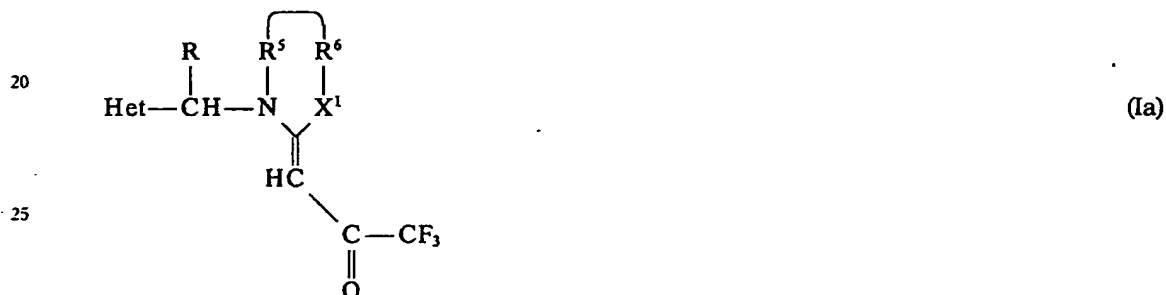 R R⁵ R⁶
20
Het—CH—N X¹ (Ia)
HC
25
C—CF₃
O